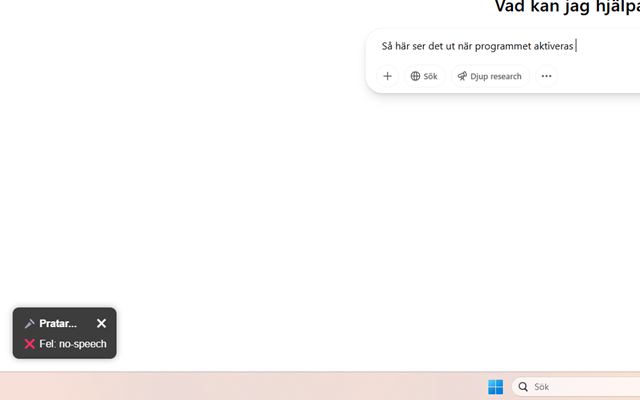 Vad kan jag hjälpa
Så här ser det ut när programmet aktiveras
Sök
Djup research
Pratar...
Fel: no-speech
Sök